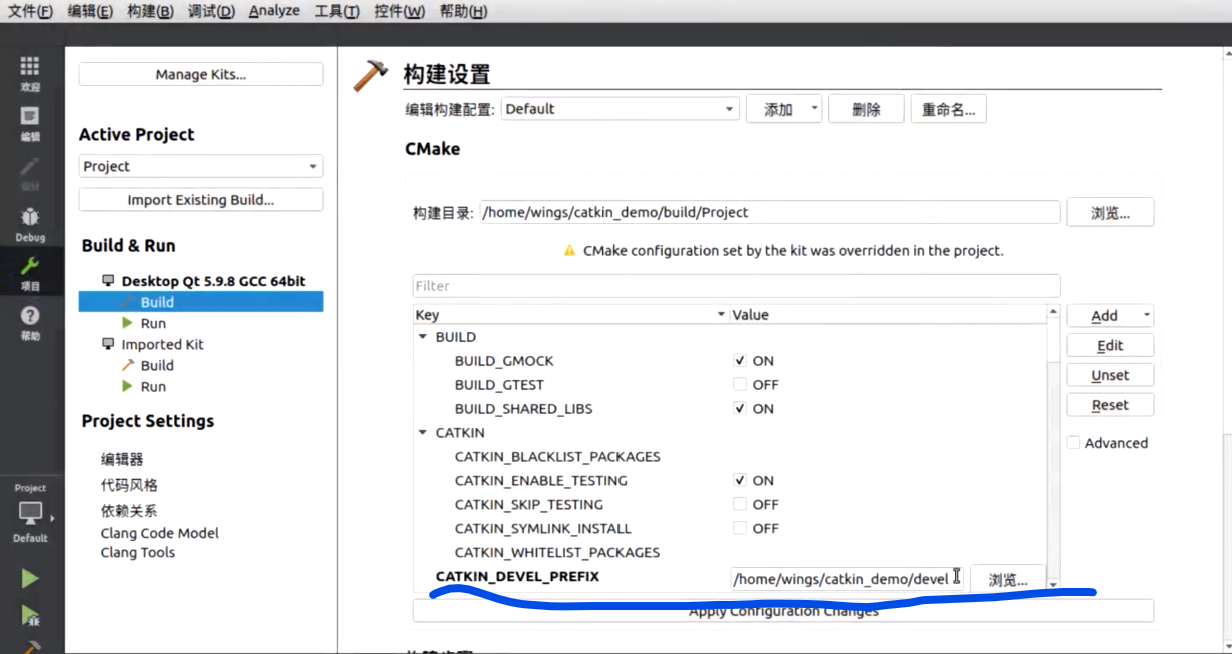 文件(F) 编辑(E) 构建(B) 调试(D) Analyze 工具(T) 控件(W) 帮助(H)
欢迎
编辑
设计
Debug
项目
帮助
Project
Default
Manage Kits...
Active Project
Project
Import Existing Build...
Build & Run
Desktop Qt 5.9.8 GCC 64bit
Build
Run
Imported Kit
Build
Run
Project Settings
编辑器
代码风格
依赖关系
Clang Code Model
Clang Tools
构建设置
编辑构建配置: Default 添加 删除 重命名...
CMake
构建目录: /home/wings/catkin_demo/build/Project 浏览...
CMake configuration set by the kit was overridden in the project.
Filter
Key Value
BUILD
BUILD_GMOCK ON
BUILD_GTEST OFF
BUILD_SHARED_LIBS ON
CATKIN
CATKIN_BLACKLIST_PACKAGES
CATKIN_ENABLE_TESTING ON
CATKIN_SKIP_TESTING OFF
CATKIN_SYMLINK_INSTALL OFF
CATKIN_WHITELIST_PACKAGES
CATKIN_DEVEL_PREFIX /home/wings/catkin_demo/devel 浏览...
Add
Edit
Unset
Reset
Advanced
Apply Configuration Changes